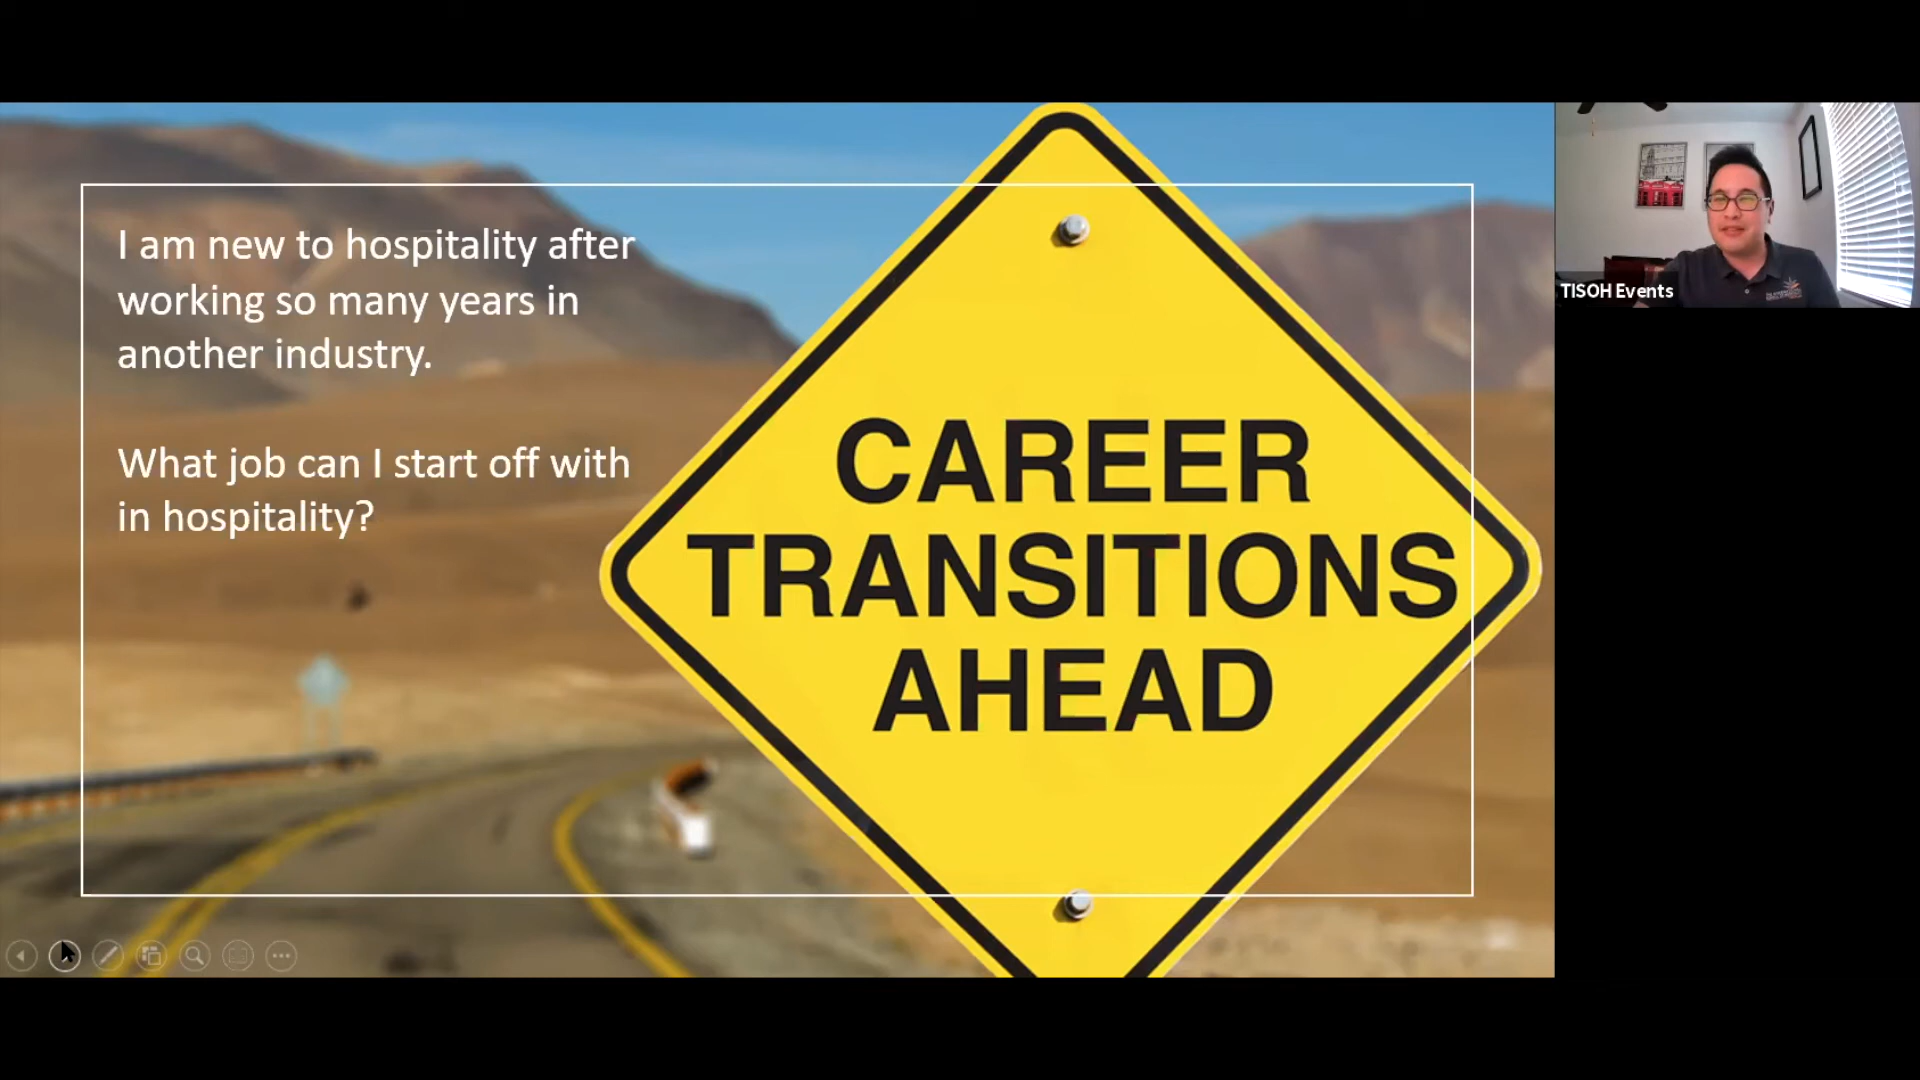 I am new to hospitality after
working so many years in
another industry.
What job can I start off with
in hospitality?
CAREER
TRANSITIONS
AHEAD
TISOH Events